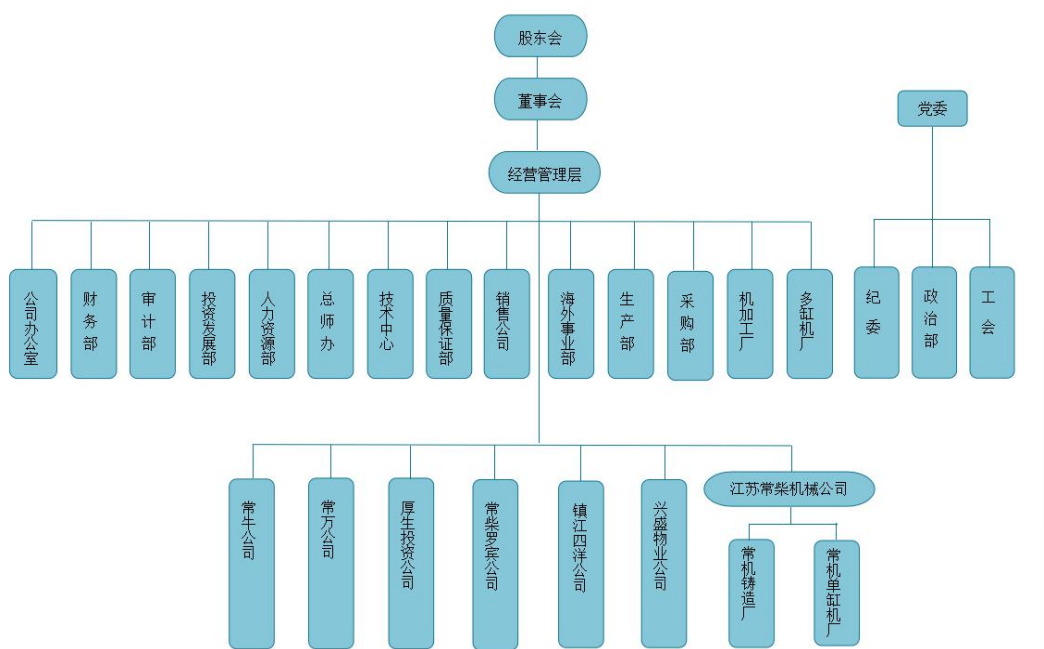 股东会
董事会
党委
经营管理层
公司办公室
财务部
审计部
投资发展部
人力资源部
总师办
技术中心
质量保证部
销售公司
海外事业部
生产部
采购部
机加工厂
多缸机厂
纪委
政治部
工会
常牛公司
常万公司
厚生投资公司
常柴罗宾公司
镇江四洋公司
兴盛物业公司
江苏常柴机械公司
常机铸造厂
常机单缸机厂